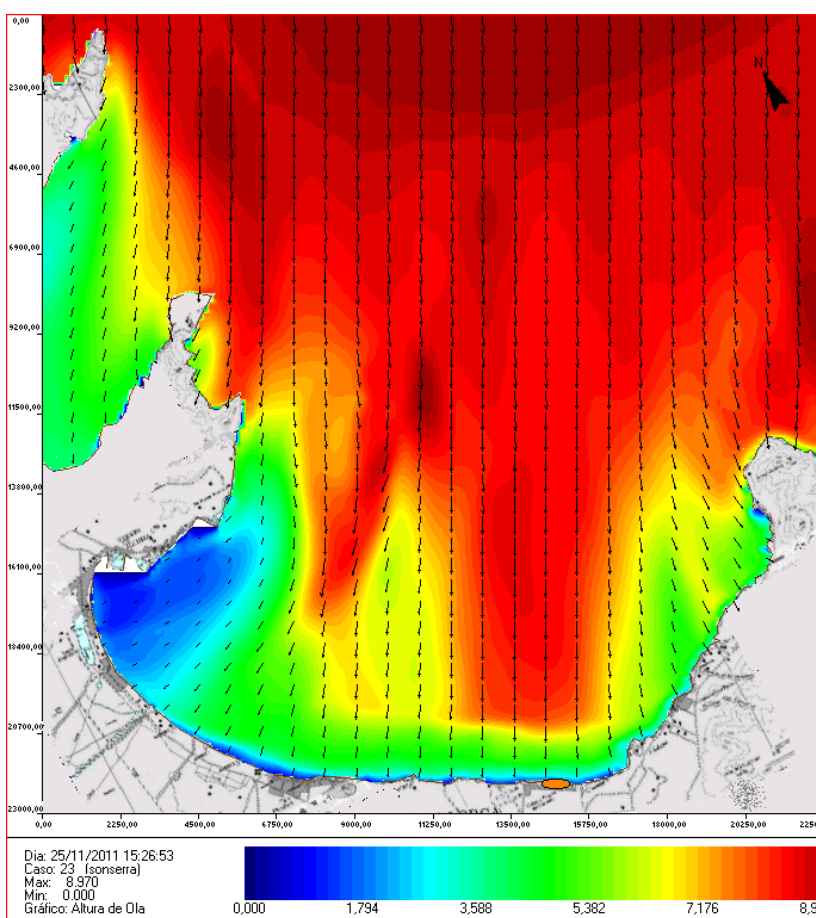 0,00
N
2300,00
4600,00
6900,00
9200,00
11500,00
13800,00
16100,00
18400,00
20700,00
23000,00
0,00 2250,00 4500,00 6750,00 9000,00 11250,00 13500,00 15750,00 18000,00 20250,00
Dia: 25/11/2011 15:26:53
Caso: 23 (sonserra)
Max: 8.970
Min: 0.000
Gráfico: Altura de Ola
0,000 1,794 3,588 5,382 7,176